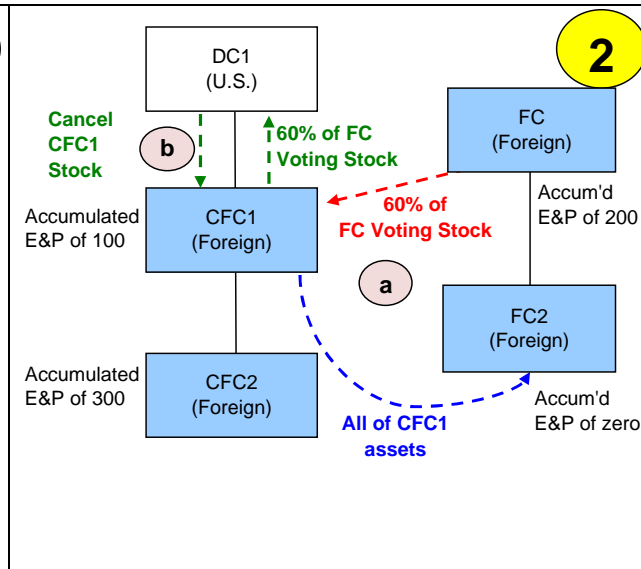 2
DC1
(U.S.)
FC
(Foreign)
Cancel
CFC1
Stock
b
60% of FC
Voting Stock
Accumulated
E&P of 100
CFC1
(Foreign)
60% of
FC Voting Stock
Accum'd
E&P of 200
a
FC2
(Foreign)
Accumulated
E&P of 300
CFC2
(Foreign)
All of CFC1
assets
Accum'd
E&P of zero